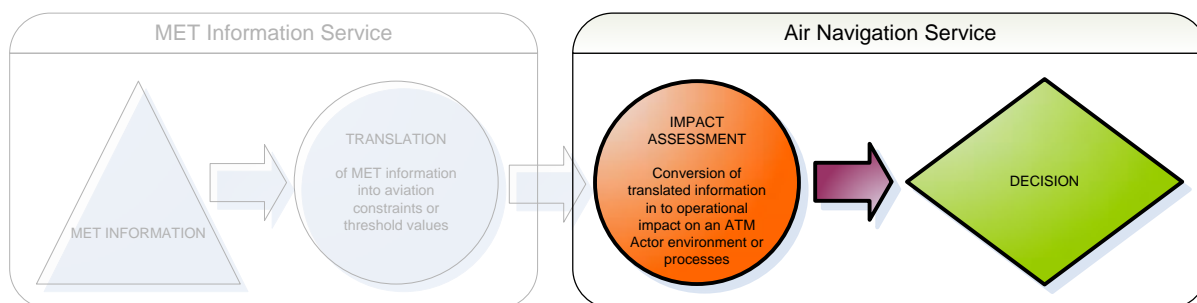 MET Information Service
Air Navigation Service
MET INFORMATION
TRANSLATION
of MET information
into aviation
constraints or
threshold values
IMPACT
ASSESSMENT
Conversion of
translated information
in to operational
impact on an ATM
Actor environment or
processes
DECISION